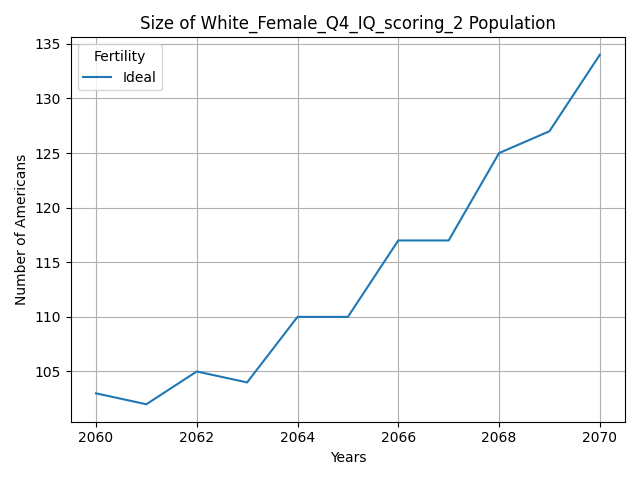 Size of White_Female_Q4_IQ_scoring_2 Population
Fertility
Ideal
Number of Americans
135
130
125
120
115
110
105
2060 2062 2064 2066 2068 2070
Years